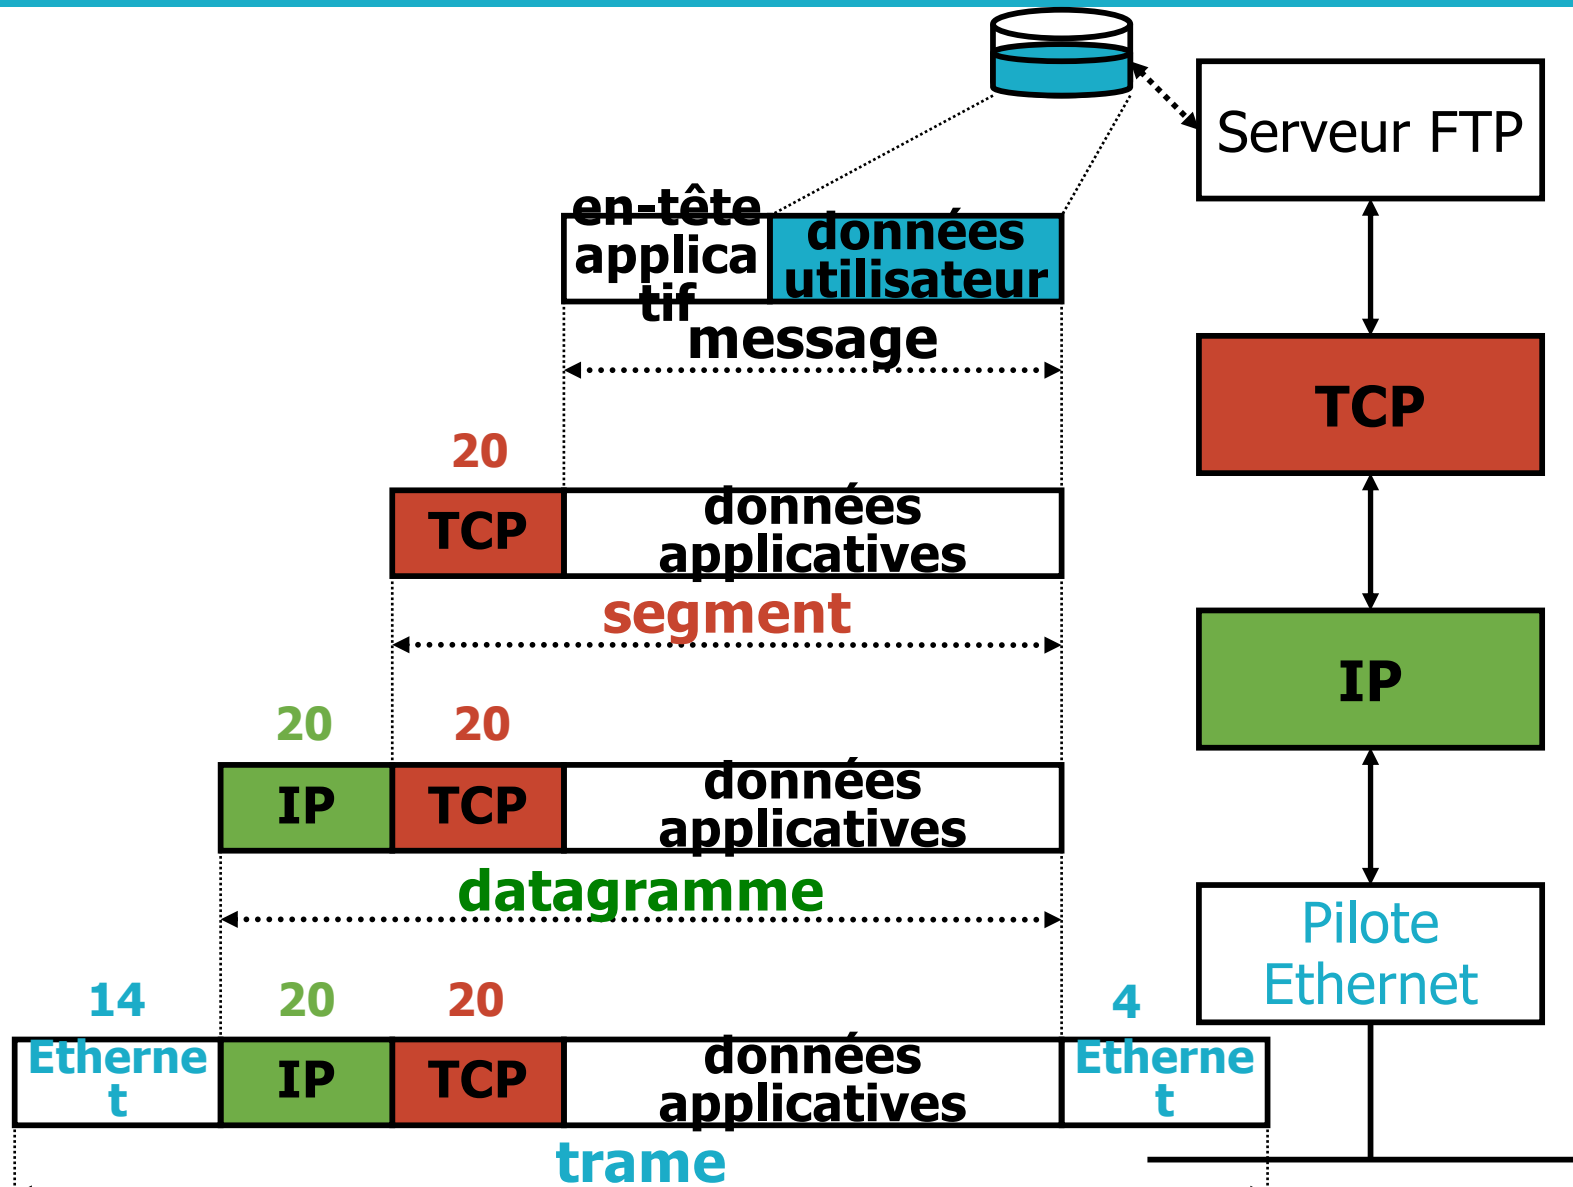 Serveur FTP
en-tête
applica
tif
données
utilisateur
message
TCP
20
TCP
données
applicatives
segment
IP
20
20
IP
TCP
données
applicatives
datagramme
Pilote
Ethernet
14
20
20
4
Etherne
t
IP
TCP
données
applicatives
Etherne
t
trame